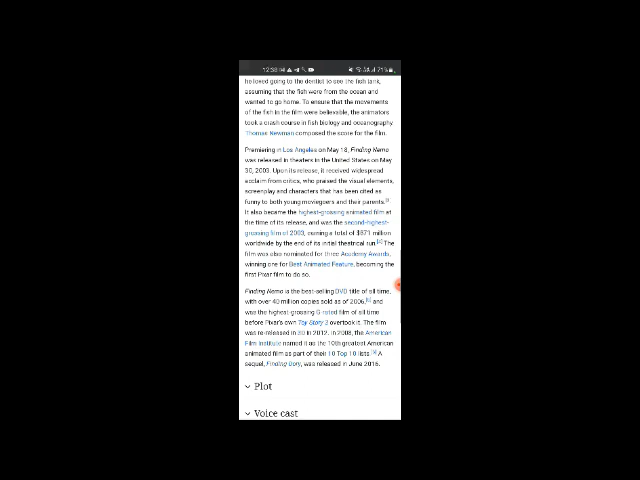 12:38
71%
he loved going to the dentist to see the fish tank,
assuming that the fish were from the ocean and
wanted to go home. To ensure that the movements
of the fish in the film were believable, the animators
took a crash course in fish biology and oceanography.
Thomas Newman composed the score for the film.
Premiering in Los Angeles on May 18, Finding Nemo
was released in theaters in the United States on May
30, 2003. Upon its release, it received widespread
acclaim from critics, who praised the visual elements,
screenplay and characters that has been cited as
funny to both young moviegoers and their parents.
It also became the highest-grossing animated film at
the time of its release, and was the second-highest-
grossing film of 2003, earning a total of $871 million
worldwide by the end of its initial theatrical run.[4] The
film was also nominated for three Academy Awards,
winning one for Best Animated Feature, becoming the
first Pixar film to do so.
Finding Nemo is the best-selling DVD title of all time,
with over 40 million copies sold as of 2006, and
was the highest-grossing G-rated film of all time
before Pixar's own Toy Story 3 overtook it. The film
was re-released in 3D in 2012. In 2008, the American
Film Institute named it as the 10th greatest American
animated film as part of their 10 Top 10 lists. A
sequel, Finding Dory, was released in June 2016.
Plot
Voice cast